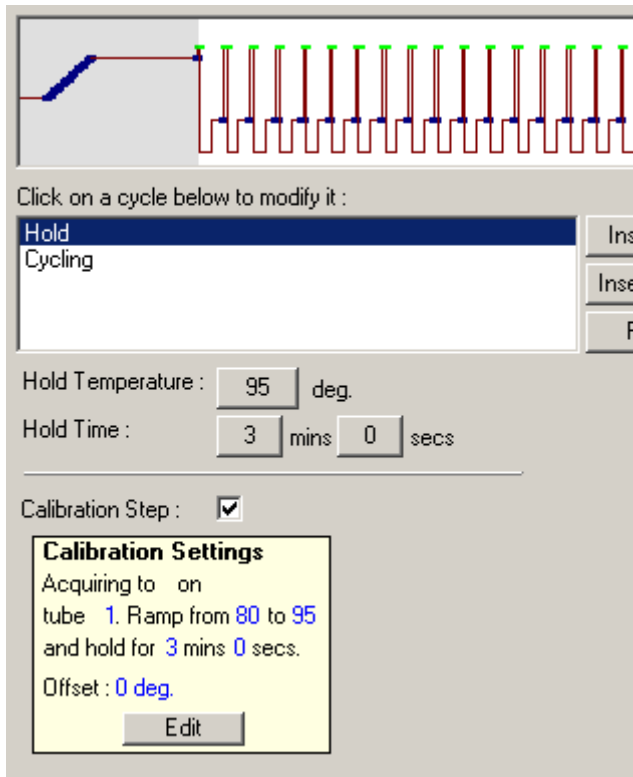 Click on a cycle below to modify it :
Hold
Ins
Cycling
Inse
Hold Temperature : 95 deg.
Hold Time : 3 mins 0 secs
Calibration Step :
Calibration Settings
Acquiring to on
tube 1. Ramp from 80 to 95
and hold for 3 mins 0 secs.
Offset : 0 deg.
Edit